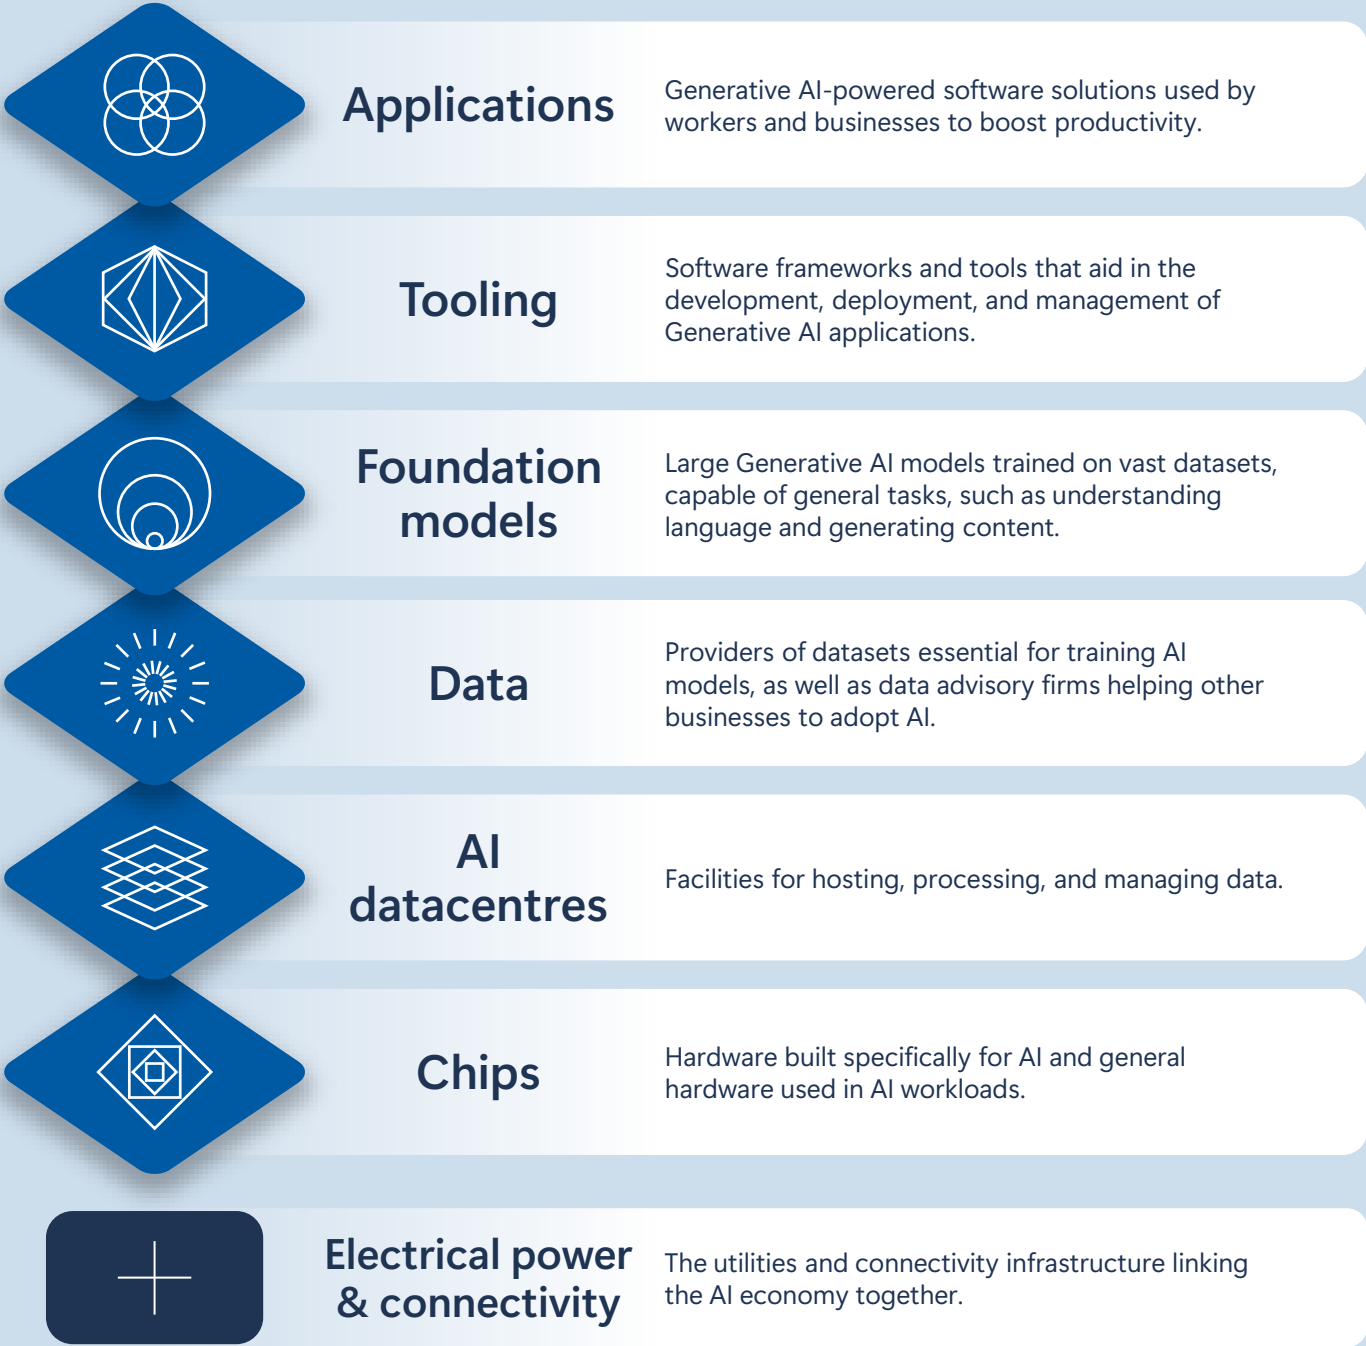 Applications
Generative AI-powered software solutions used by
workers and businesses to boost productivity.
Tooling
Software frameworks and tools that aid in the
development, deployment, and management of
Generative AI applications.
Foundation
models
Large Generative AI models trained on vast datasets,
capable of general tasks, such as understanding
language and generating content.
Data
Providers of datasets essential for training AI
models, as well as data advisory firms helping other
businesses to adopt AI.
AI
datacentres
Facilities for hosting, processing, and managing data.
Chips
Hardware built specifically for AI and general
hardware used in AI workloads.
Electrical power
& connectivity
The utilities and connectivity infrastructure linking
the AI economy together.